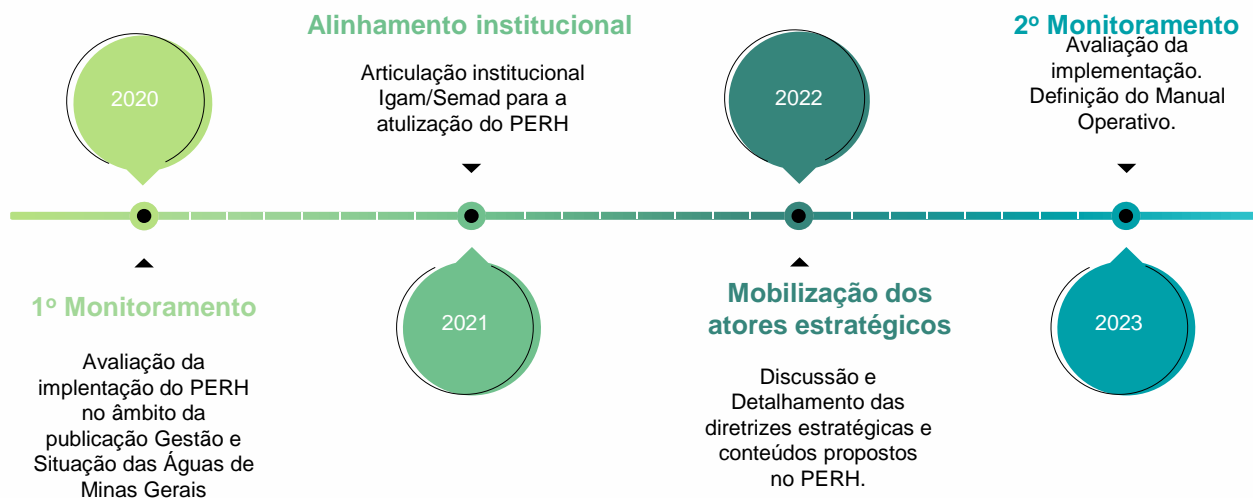 2020
1º Monitoramento
Avaliação da
implentação do PERH
no âmbito da
publicação Gestão e
Situação das Águas de
Minas Gerais
Alinhamento institucional
Articulação institucional
Igam/Semad para a
atulização do PERH
2021
2022
Mobilização dos
atores estratégicos
Discussão e
Detalhamento das
diretrizes estratégicas e
conteúdos propostos
no PERH.
2º Monitoramento
Avaliação da
implementação.
Definição do Manual
Operativo.
2023